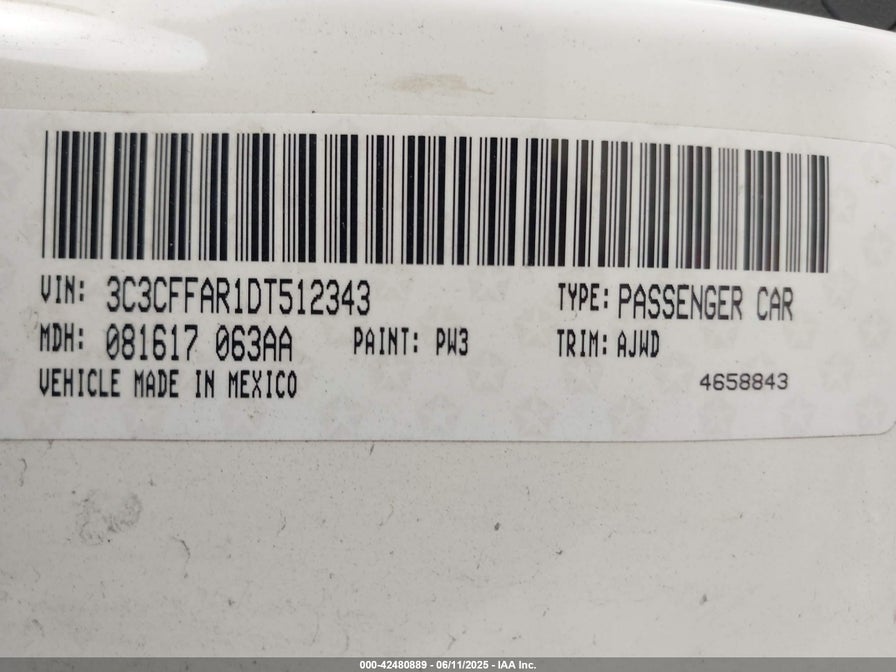 VIN: 3C3CFFAR1DT512343 TYPE: PASSENGER CAR
MDH: 081617 063AA PAINT: PW3 TRIM: AJWD
VEHICLE MADE IN MEXICO 4658843
000-42480889 - 06/11/2025 - IAA Inc.